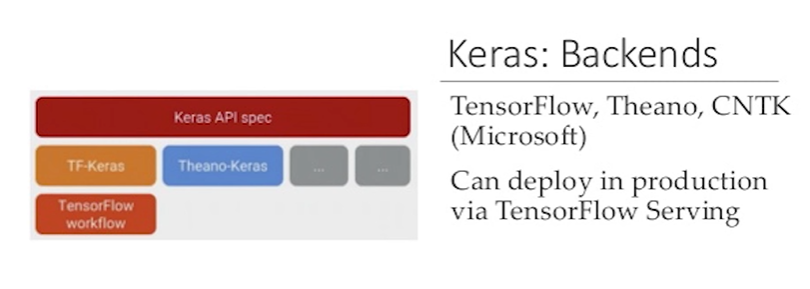 Keras: Backends
TensorFlow, Theano, CNTK
(Microsoft)
Can deploy in production
via TensorFlow Serving
Keras API spec
TF-Keras
Theano-Keras
...
...
TensorFlow
workflow